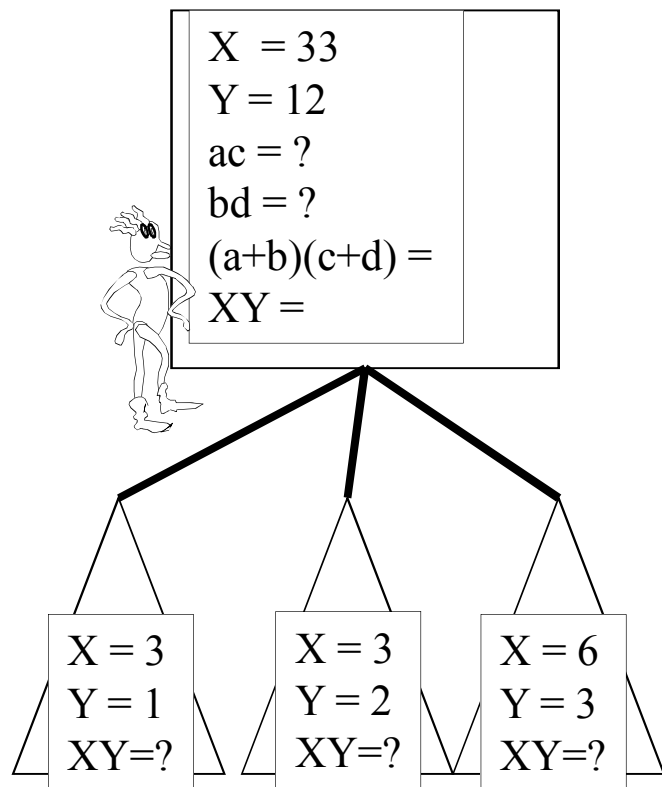 X = 33
Y = 12
ac = ?
bd = ?
(a+b)(c+d) =
XY =
X = 3
Y = 1
XY=?
X = 3
Y = 2
XY=?
X = 6
Y = 3
XY=?